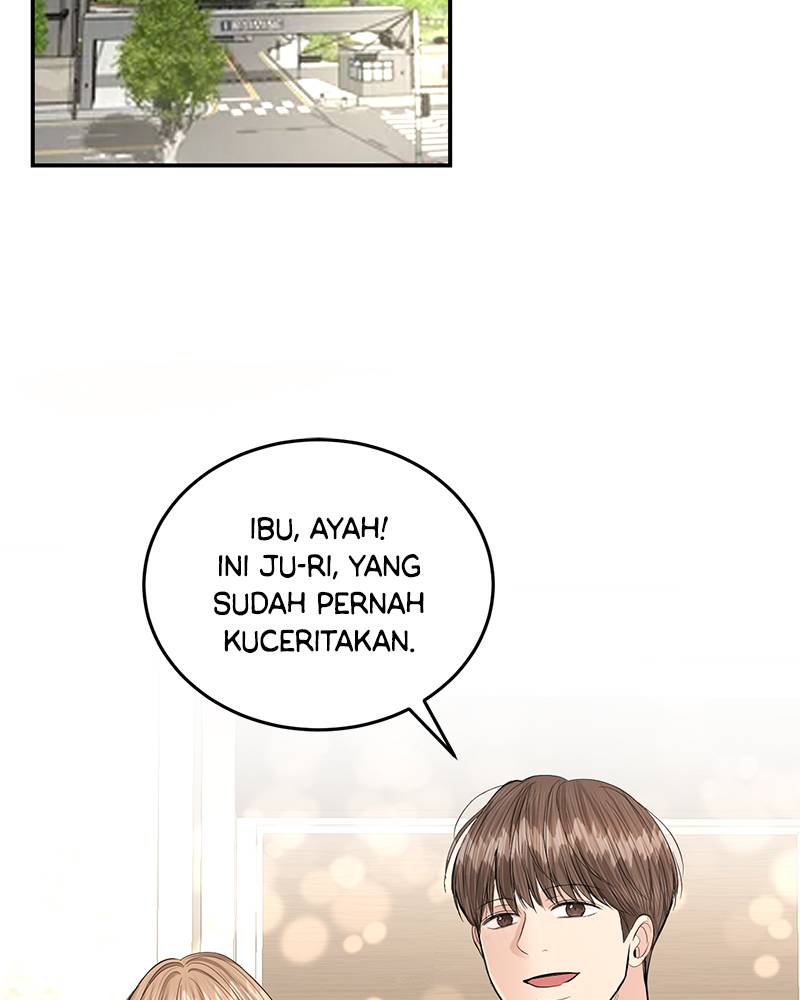 IBU, AYAH!
INI JU-RI, YANG
SUDAH PERNAH
KUCERITAKAN.